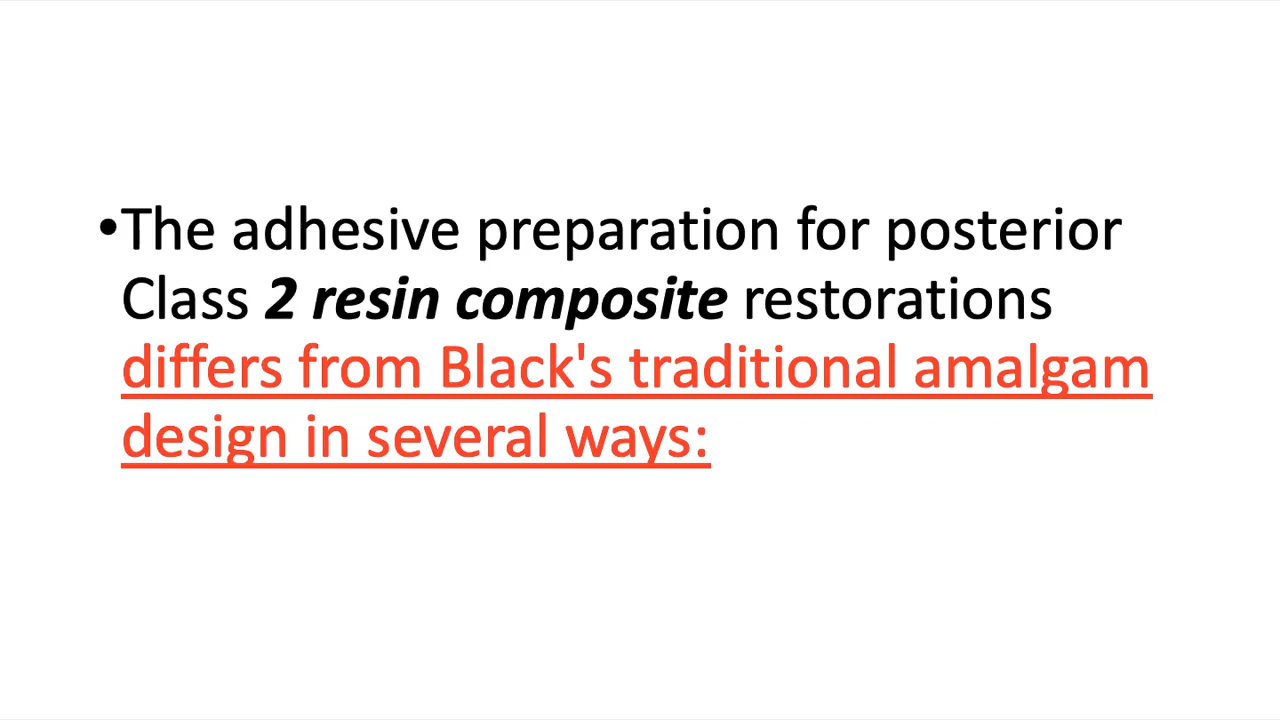 •The adhesive preparation for posterior
Class 2 resin composite restorations
differs from Black's traditional amalgam
design in several ways: